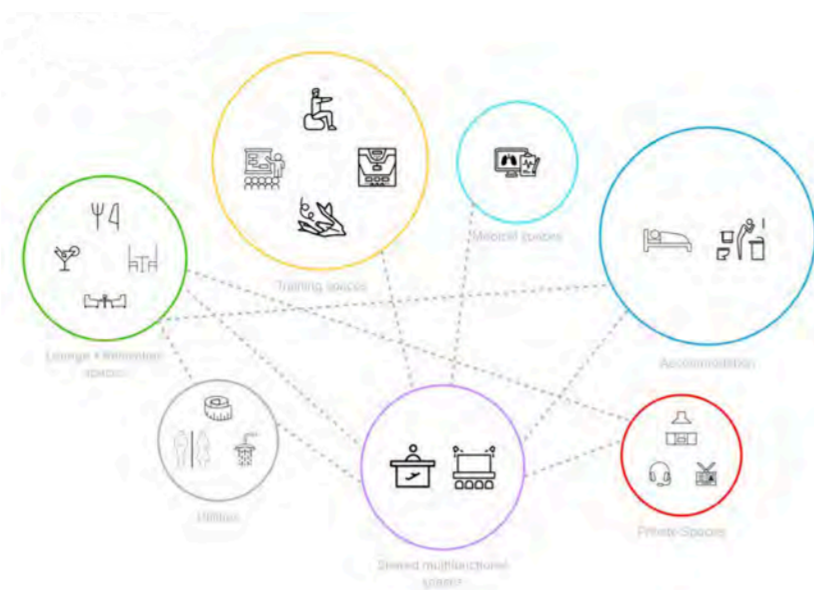 Training spaces
Medical spaces
Lounge +
spaces
Accommodation
Utilities
Private Spaces
Shared multifunctional
spaces